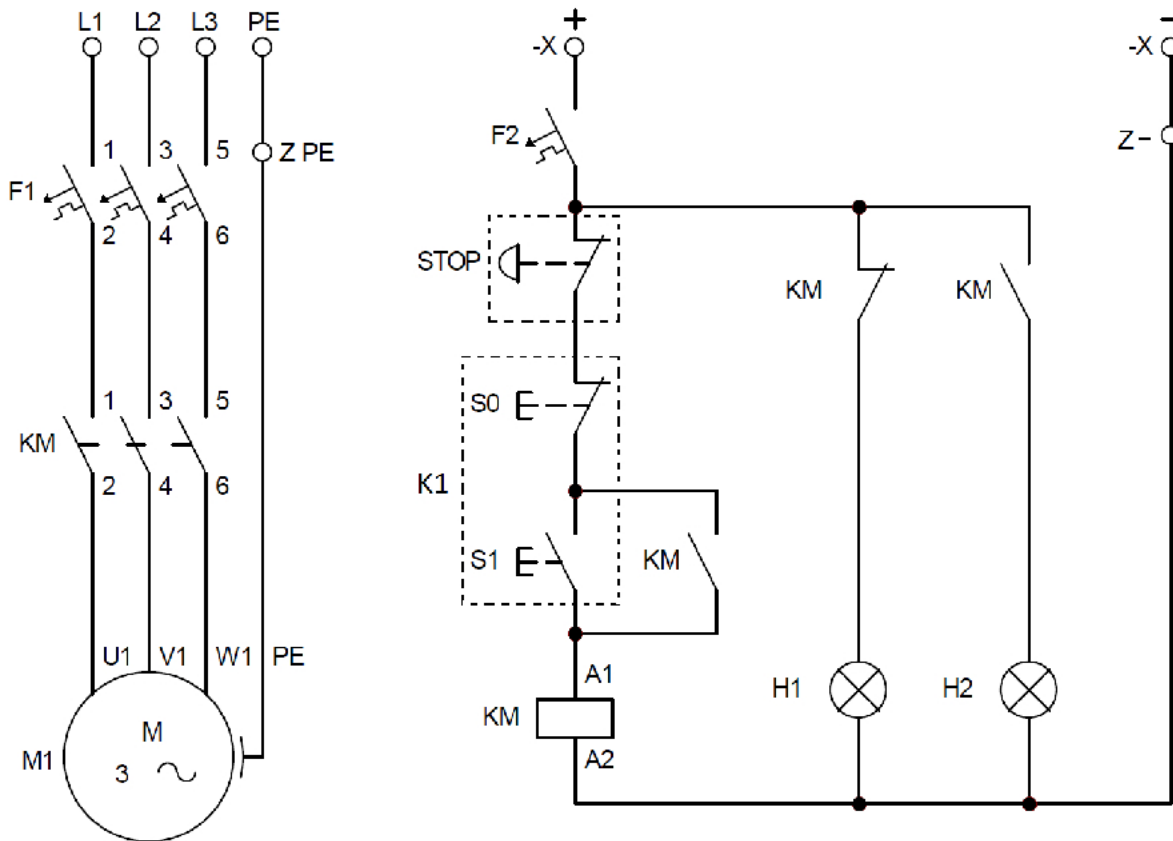 L1 L2 L3 PE + −
-X -X
1 3 5 Z PE F2 Z−
F1
2 4 6
STOP KM KM
1 3 5 S0
KM
2 4 6 K1
S1 KM
U1 V1 W1 PE A1
H1 H2
M KM
M1 3 A2